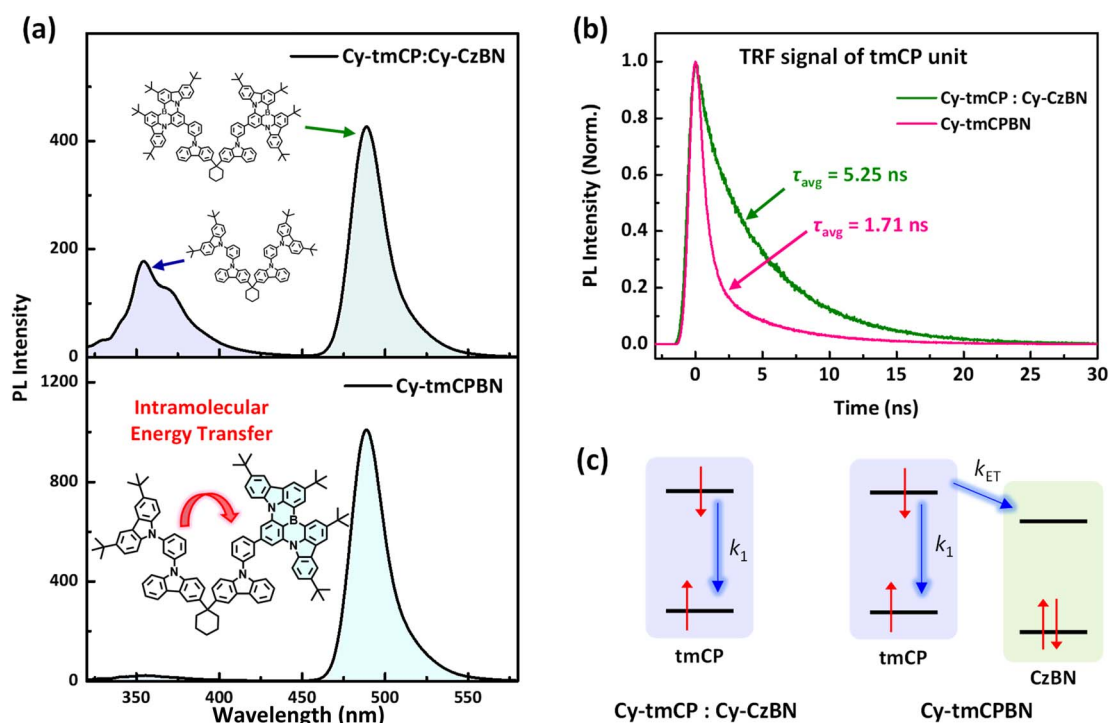 (a)
Cy-tmCP:Cy-CzBN
400
200
0
PL Intensity
Cy-tmCPBN
1200
900
600
300
0
Intramolecular
Energy Transfer
B
N
N
N
N
N
350 400 450 500 550
Wavelength (nm)
(b)
TRF signal of tmCP unit
Cy-tmCP : Cy-CzBN
Cy-tmCPBN
τavg = 5.25 ns
τavg = 1.71 ns
1.0
0.8
0.6
0.4
0.2
0.0
PL Intensity (Norm.)
0 5 10 15 20 25 30
Time (ns)
(c)
k1
tmCP
kET
k1
tmCP
CzBN
Cy-tmCP : Cy-CzBN
Cy-tmCPBN